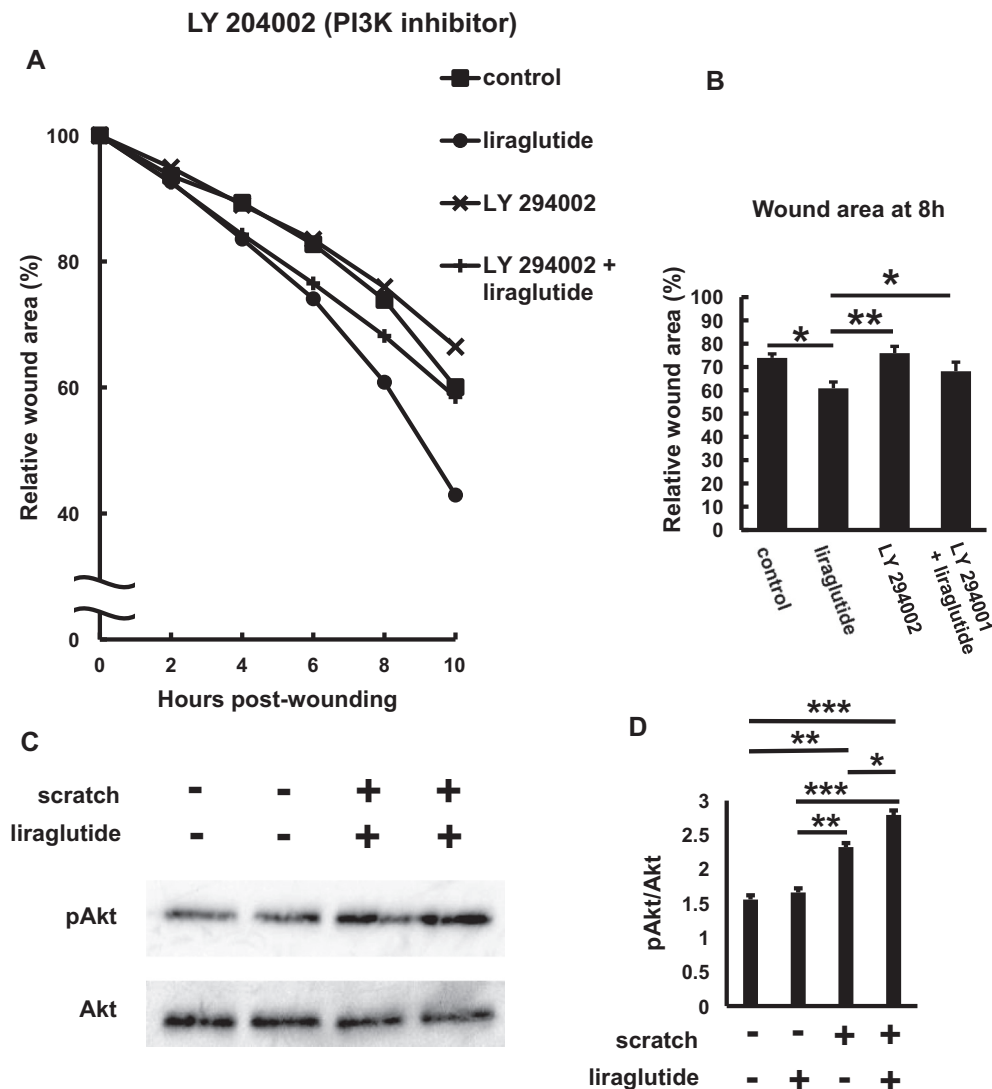 LY 204002 (PI3K inhibitor)
A
control
liraglutide
LY 294002
LY 294002 +
liraglutide
Relative wound area (%)
100
80
60
40
0
0 2 4 6 8 10
Hours post-wounding
B
Wound area at 8h
Relative wound area (%)
100
90
80
70
60
50
40
30
20
10
0
* ** *
control
liraglutide
LY 294002
LY 294001
+ liraglutide
C
scratch - - + +
liraglutide - - + +
pAkt
Akt
D
***
**
*
***
**
pAkt/Akt
3
2.5
2
1.5
1
0.5
0
scratch - - + +
liraglutide - + - +